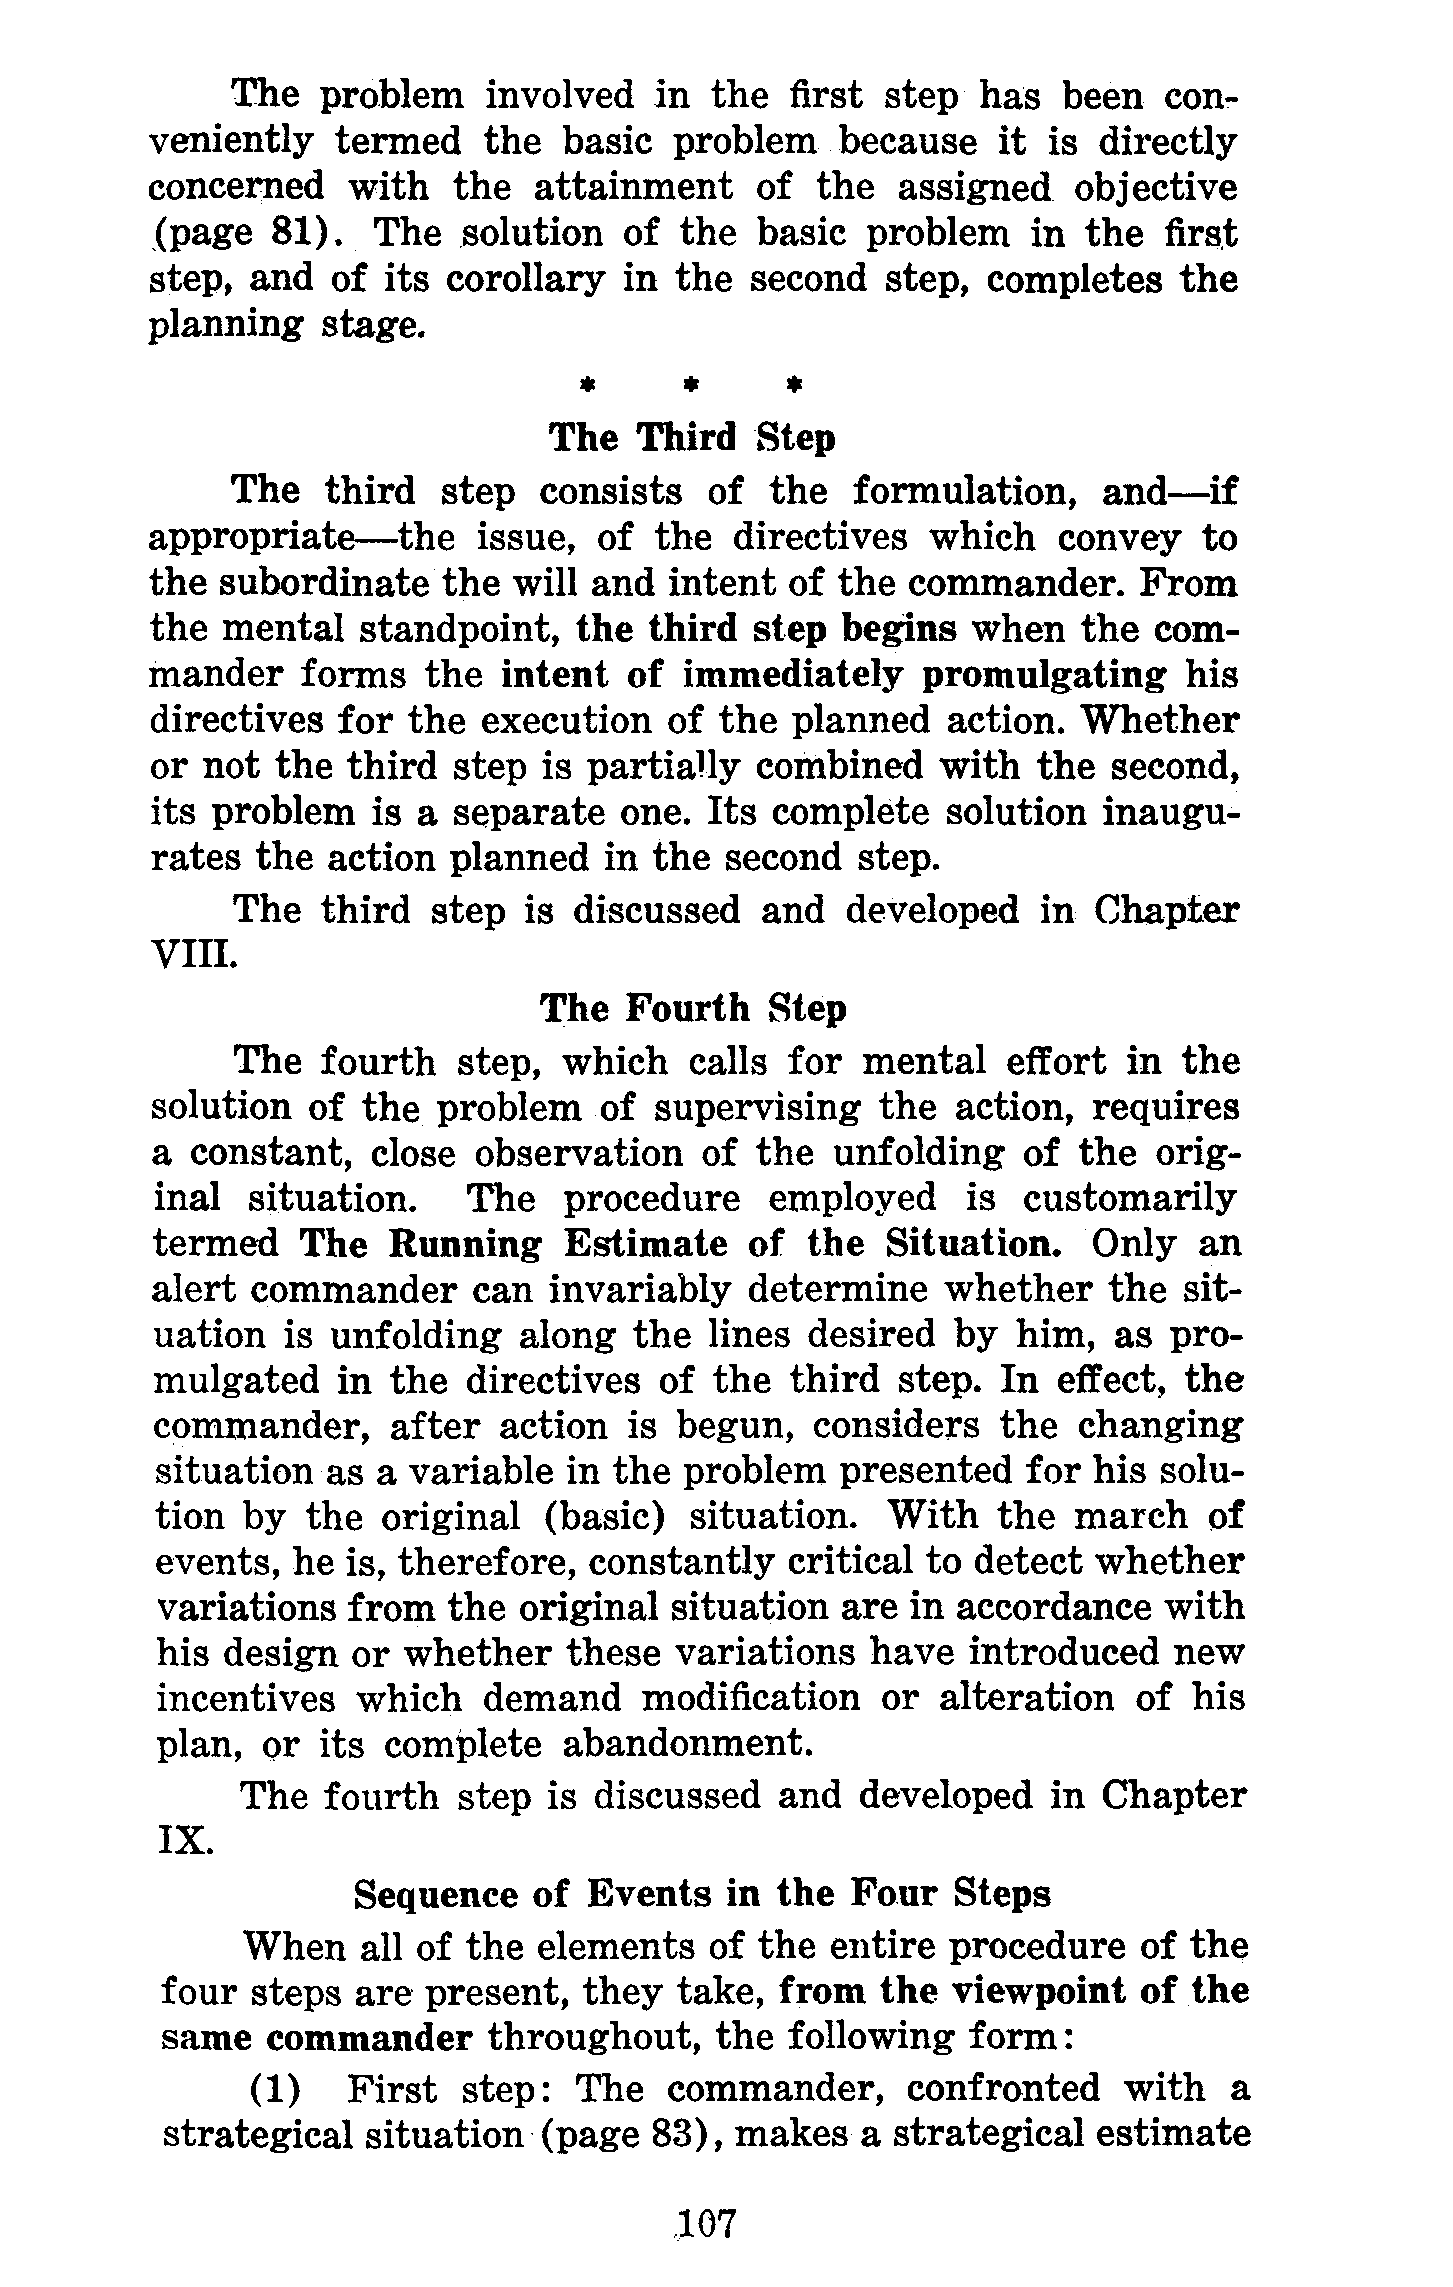 The problem involved in the first step has been con-
veniently termed the basic problem because it is directly
concerned with the attainment of the assigned objective
(page 81). The solution of the basic problem in the first
step, and of its corollary in the second step, completes the
planning stage.
* * *
The Third Step
The third step consists of the formulation, and—if
appropriate—the issue, of the directives which convey to
the subordinate the will and intent of the commander. From
the mental standpoint, the third step begins when the com-
mander forms the intent of immediately promulgating his
directives for the execution of the planned action. Whether
or not the third step is partially combined with the second,
its problem is a separate one. Its complete solution inaugu-
rates the action planned in the second step.
The third step is discussed and developed in Chapter
VIII.
The Fourth Step
The fourth step, which calls for mental effort in the
solution of the problem of supervising the action, requires
a constant, close observation of the unfolding of the orig-
inal situation. The procedure employed is customarily
termed The Running Estimate of the Situation. Only an
alert commander can invariably determine whether the sit-
uation is unfolding along the lines desired by him, as pro-
mulgated in the directives of the third step. In effect, the
commander, after action is begun, considers the changing
situation as a variable in the problem presented for his solu-
tion by the original (basic) situation. With the march of
events, he is, therefore, constantly critical to detect whether
variations from the original situation are in accordance with
his design or whether these variations have introduced new
incentives which demand modification or alteration of his
plan, or its complete abandonment.
The fourth step is discussed and developed in Chapter
IX.
Sequence of Events in the Four Steps
When all of the elements of the entire procedure of the
four steps are present, they take, from the viewpoint of the
same commander throughout, the following form:
(1) First step: The commander, confronted with a
strategical situation (page 83), makes a strategical estimate
107